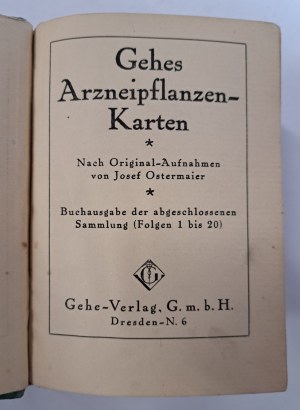 Gehes
Arzneipflanzen-
Karten
*
Nach Original-Aufnahmen
von Josef Ostermaier
*
Buchausgabe der abgeschlossenen
Sammlung (Folgen 1 bis 20)
G
Gehe-Verlag, G. m. b. H.
Dresden-N. 6